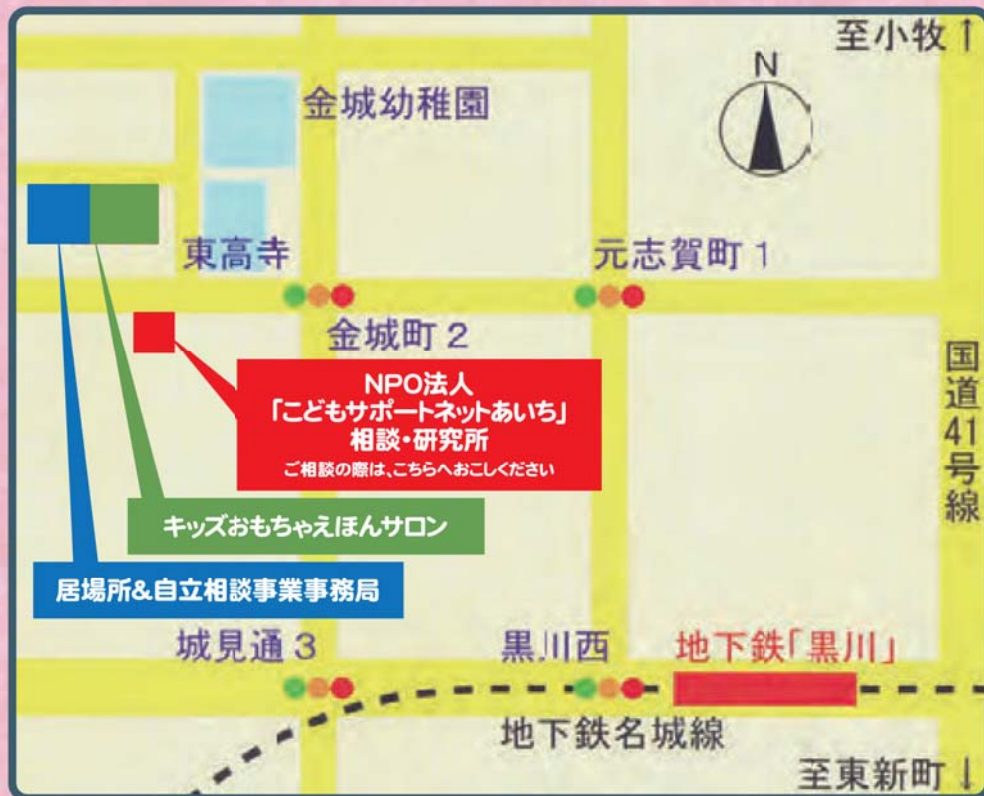 至小牧↑
N
金城幼稚園
東高寺
元志賀町1
金城町2
国道41号線
NPO法人
「こどもサポートネットあいち」
相談・研究所
ご相談の際は、こちらへおこしください
キッズおもちゃえほんサロン
居場所&自立相談事業事務局
城見通3
黒川西
地下鉄「黒川」
地下鉄名城線
至東新町↓